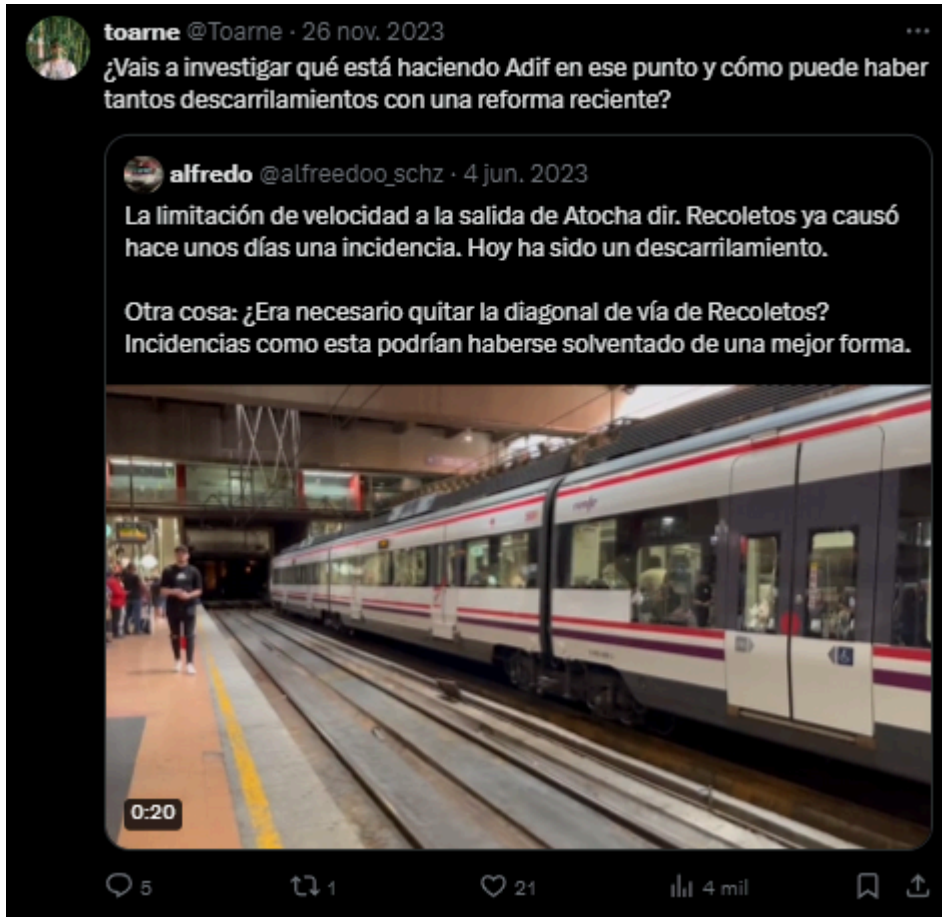 toarne @Toarne · 26 nov. 2023
¿Vais a investigar qué está haciendo Adif en ese punto y cómo puede haber
tantos descarrilamientos con una reforma reciente?
alfredo @alfreedoo_schz · 4 jun. 2023
La limitación de velocidad a la salida de Atocha dir. Recoletos ya causó
hace unos días una incidencia. Hoy ha sido un descarrilamiento.
Otra cosa: ¿Era necesario quitar la diagonal de vía de Recoletos?
Incidencias como esta podrían haberse solventado de una mejor forma.
0:20
5 1 21 4 mil